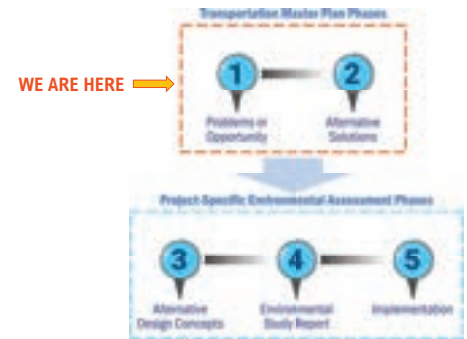 Transportation Master Plan Phases
WE ARE HERE
1
2
Problems or
Opportunity
Alternative
Solutions
Project-Specific Environmental Assessment Phases
3
4
5
Alternative
Design Concepts
Environmental
Study Report
Implementation